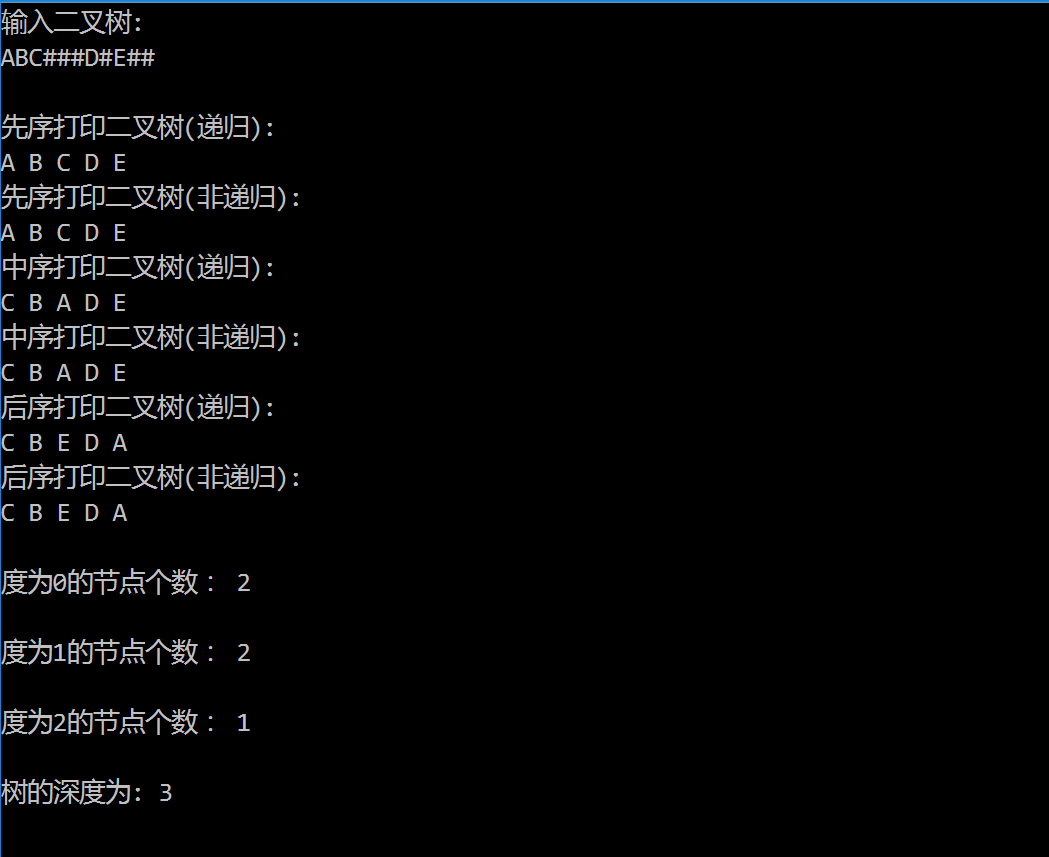 输入二叉树:
ABC###D#E##
先序打印二叉树(递归):
A B C D E
先序打印二叉树(非递归):
A B C D E
中序打印二叉树(递归):
C B A D E
中序打印二叉树(非递归):
C B A D E
后序打印二叉树(递归):
C B E D A
后序打印二叉树(非递归):
C B E D A
度为0的节点个数： 2
度为1的节点个数： 2
度为2的节点个数： 1
树的深度为: 3